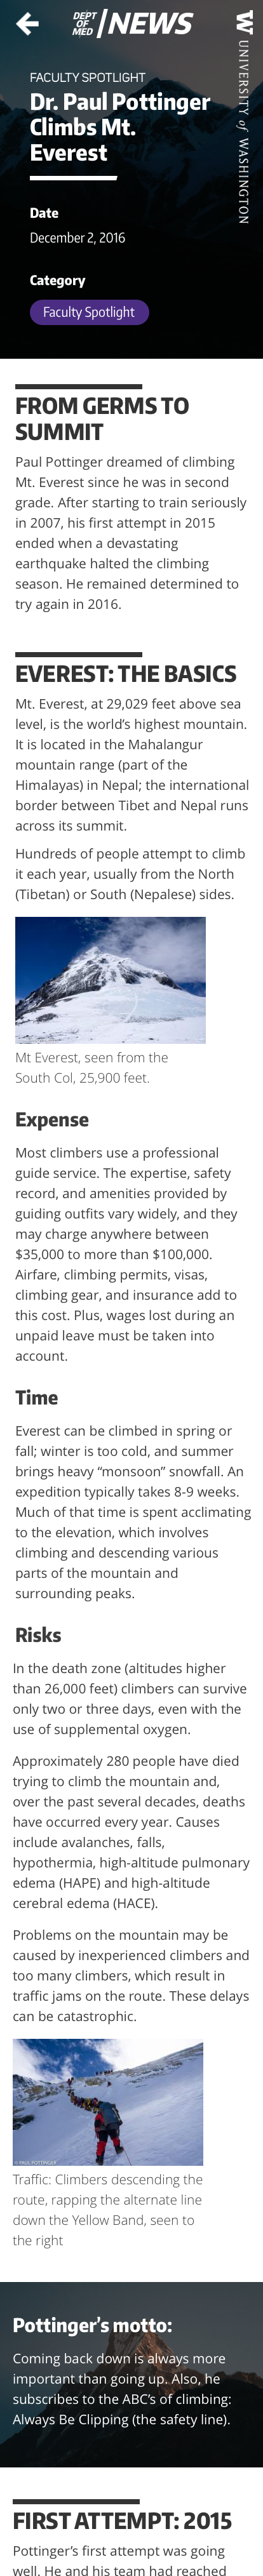 DEPT
OF
MED
/NEWS
W
UNIVERSITY of WASHINGTON
FACULTY SPOTLIGHT
Dr. Paul Pottinger
Climbs Mt.
Everest
Date
December 2, 2016
Category
Faculty Spotlight
FROM GERMS TO
SUMMIT
Paul Pottinger dreamed of climbing
Mt. Everest since he was in second
grade. After starting to train seriously
in 2007, his first attempt in 2015
ended when a devastating
earthquake halted the climbing
season. He remained determined to
try again in 2016.
EVEREST: THE BASICS
Mt. Everest, at 29,029 feet above sea
level, is the world’s highest mountain.
It is located in the Mahalangur
mountain range (part of the
Himalayas) in Nepal; the international
border between Tibet and Nepal runs
across its summit.
Hundreds of people attempt to climb
it each year, usually from the North
(Tibetan) or South (Nepalese) sides.
Mt Everest, seen from the
South Col, 25,900 feet.
Expense
Most climbers use a professional
guide service. The expertise, safety
record, and amenities provided by
guiding outfits vary widely, and they
may charge anywhere between
$35,000 to more than $100,000.
Airfare, climbing permits, visas,
climbing gear, and insurance add to
this cost. Plus, wages lost during an
unpaid leave must be taken into
account.
Time
Everest can be climbed in spring or
fall; winter is too cold, and summer
brings heavy “monsoon” snowfall. An
expedition typically takes 8-9 weeks.
Much of that time is spent acclimating
to the elevation, which involves
climbing and descending various
parts of the mountain and
surrounding peaks.
Risks
In the death zone (altitudes higher
than 26,000 feet) climbers can survive
only two or three days, even with the
use of supplemental oxygen.
Approximately 280 people have died
trying to climb the mountain and,
over the past several decades, deaths
have occurred every year. Causes
include avalanches, falls,
hypothermia, high-altitude pulmonary
edema (HAPE) and high-altitude
cerebral edema (HACE).
Problems on the mountain may be
caused by inexperienced climbers and
too many climbers, which result in
traffic jams on the route. These delays
can be catastrophic.
© PAUL POTTINGER
Traffic: Climbers descending the
route, rapping the alternate line
down the Yellow Band, seen to
the right
Pottinger’s motto:
Coming back down is always more
important than going up. Also, he
subscribes to the ABC’s of climbing:
Always Be Clipping (the safety line).
FIRST ATTEMPT: 2015
Pottinger’s first attempt was going
well. He and his team had reached